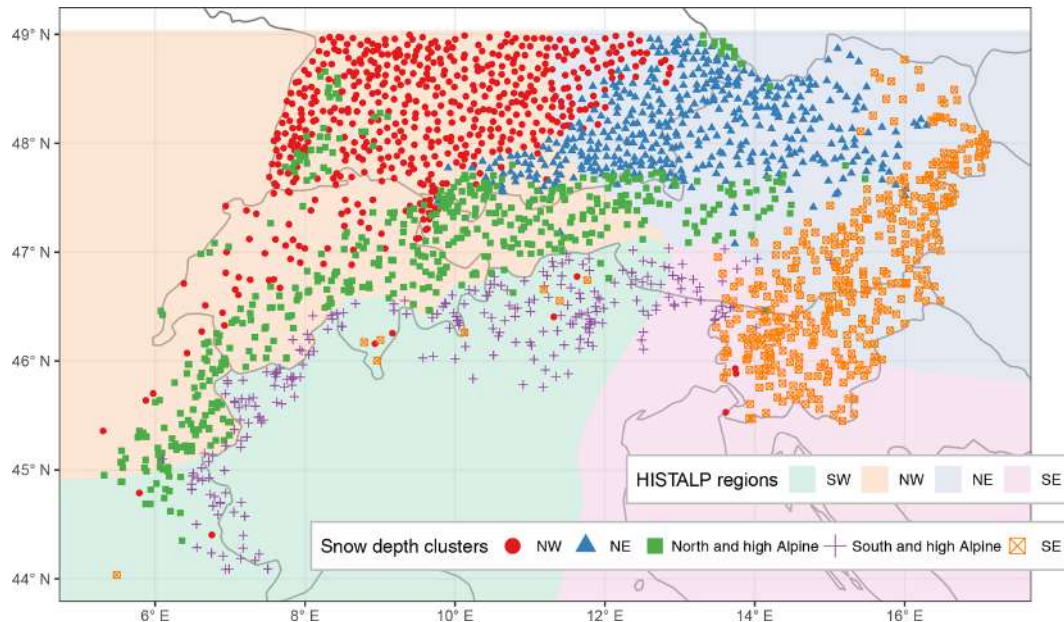 49° N
48° N
47° N
46° N
45° N
44° N
HISTALP regions SW NW NE SE
Snow depth clusters NW NE North and high Alpine South and high Alpine SE
6° E 8° E 10° E 12° E 14° E 16° E